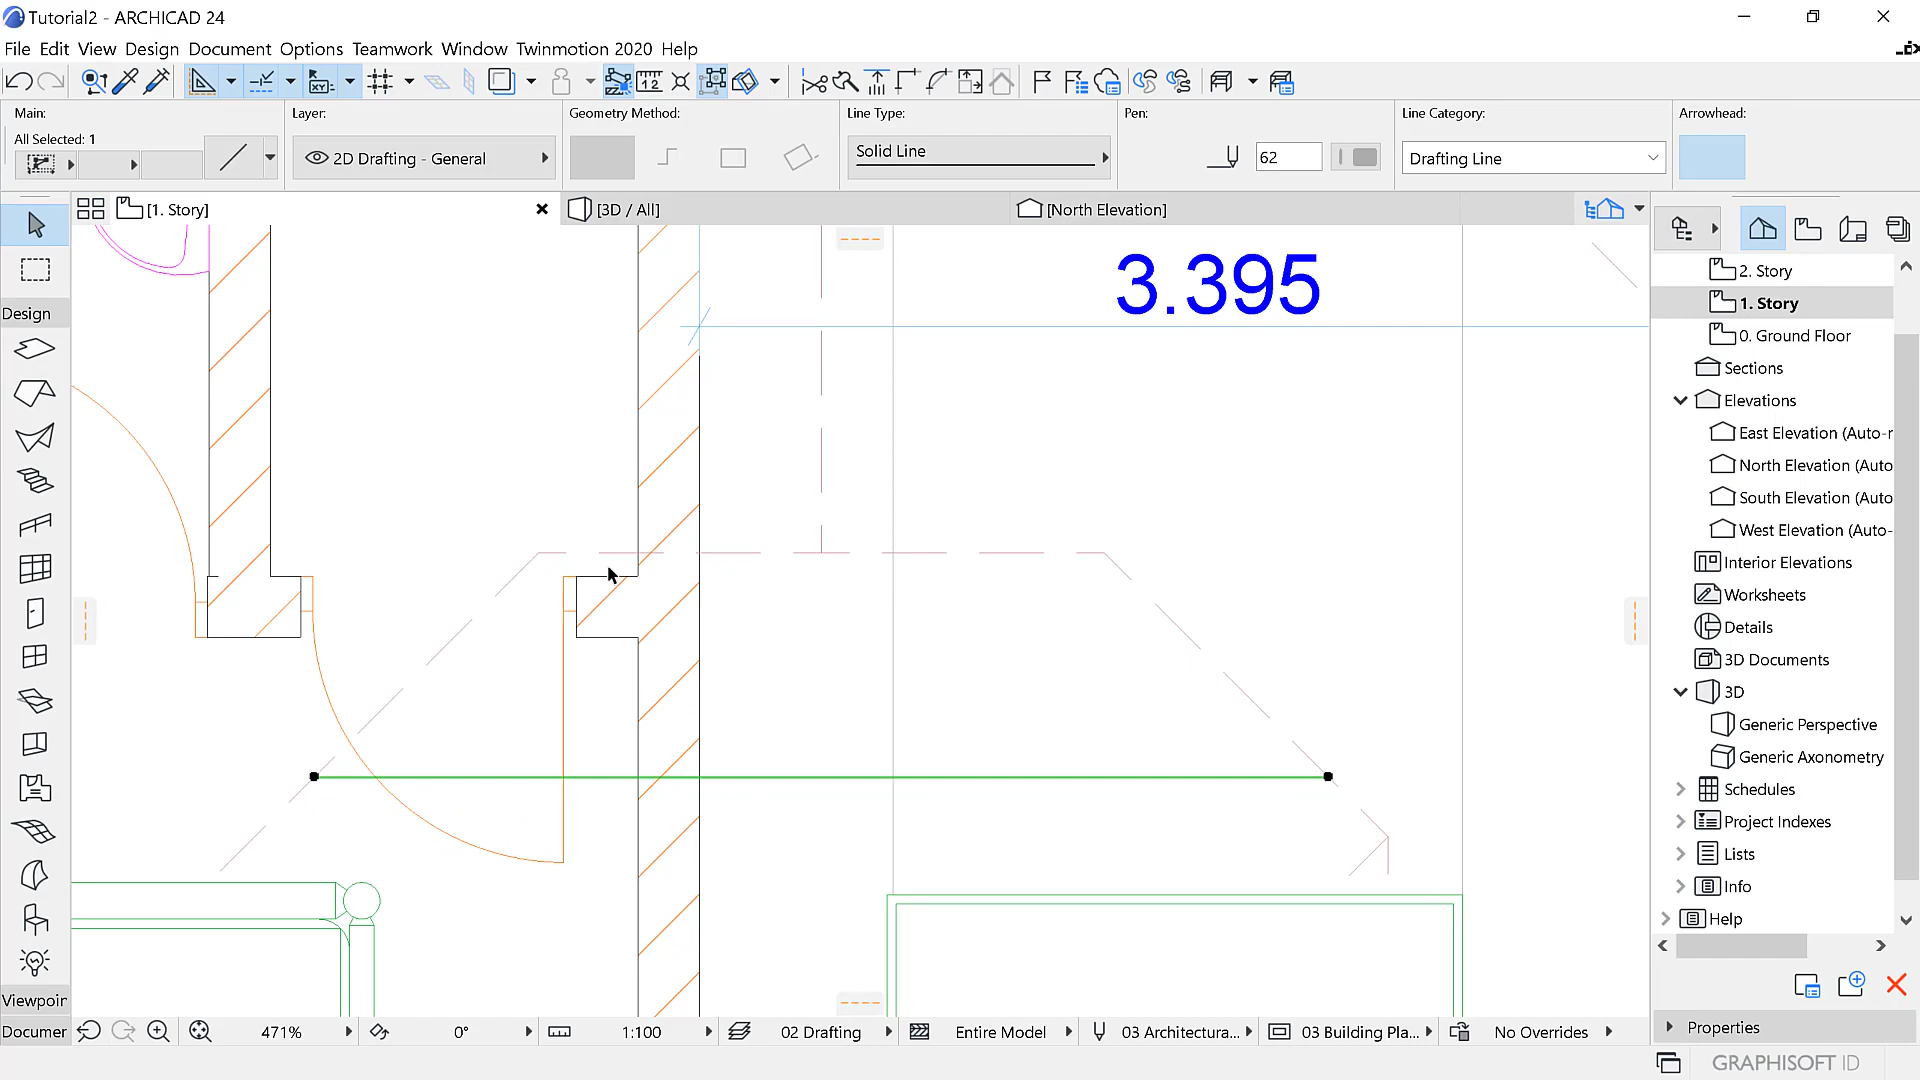 Tutorial2 - ARCHICAD 24
File Edit View Design Document Options Teamwork Window Twinmotion 2020 Help
Main:
All Selected: 1
Layer:
2D Drafting - General
Geometry Method:
Line Type:
Solid Line
Pen:
62
Line Category:
Drafting Line
Arrowhead:
[1. Story]
[3D / All]
[North Elevation]
Design
Viewpoir
Documer
3.395
2. Story
1. Story
0. Ground Floor
Sections
Elevations
East Elevation (Auto-r
North Elevation (Auto
South Elevation (Auto
West Elevation (Auto-
Interior Elevations
Worksheets
Details
3D Documents
3D
Generic Perspective
Generic Axonometry
Schedules
Project Indexes
Lists
Info
Help
Properties
471% 0° 1:100 02 Drafting Entire Model 03 Architectura... 03 Building Pla... No Overrides
GRAPHISOFT ID